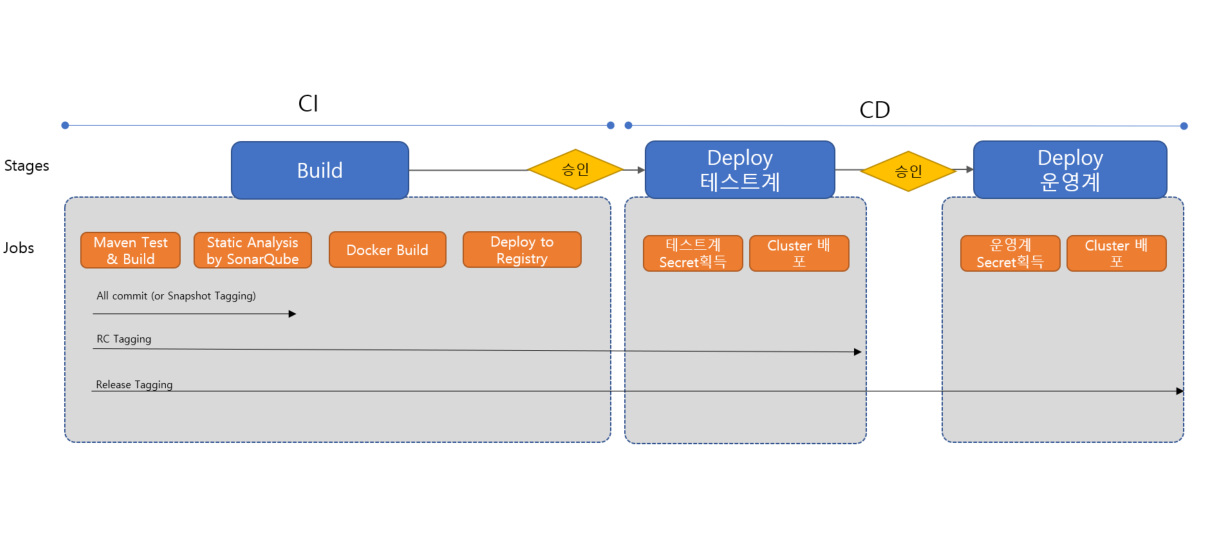 CI
CD
Stages
Build
승인
Deploy
테스트계
승인
Deploy
운영계
Jobs
Maven Test
& Build
Static Analysis
by SonarQube
Docker Build
Deploy to
Registry
테스트계
Secret획득
Cluster 배
포
운영계
Secret획득
Cluster 배
포
All commit (or Snapshot Tagging)
RC Tagging
Release Tagging